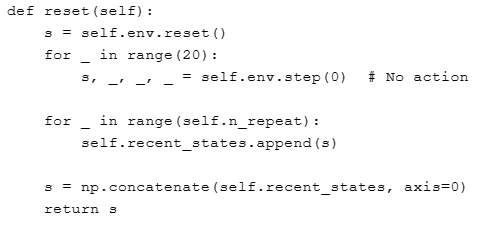 def reset(self):
    s = self.env.reset()
    for _ in range(20):
        s, _, _, _ = self.env.step(0)  # No action

    for _ in range(self.n_repeat):
        self.recent_states.append(s)

    s = np.concatenate(self.recent_states, axis=0)
    return s